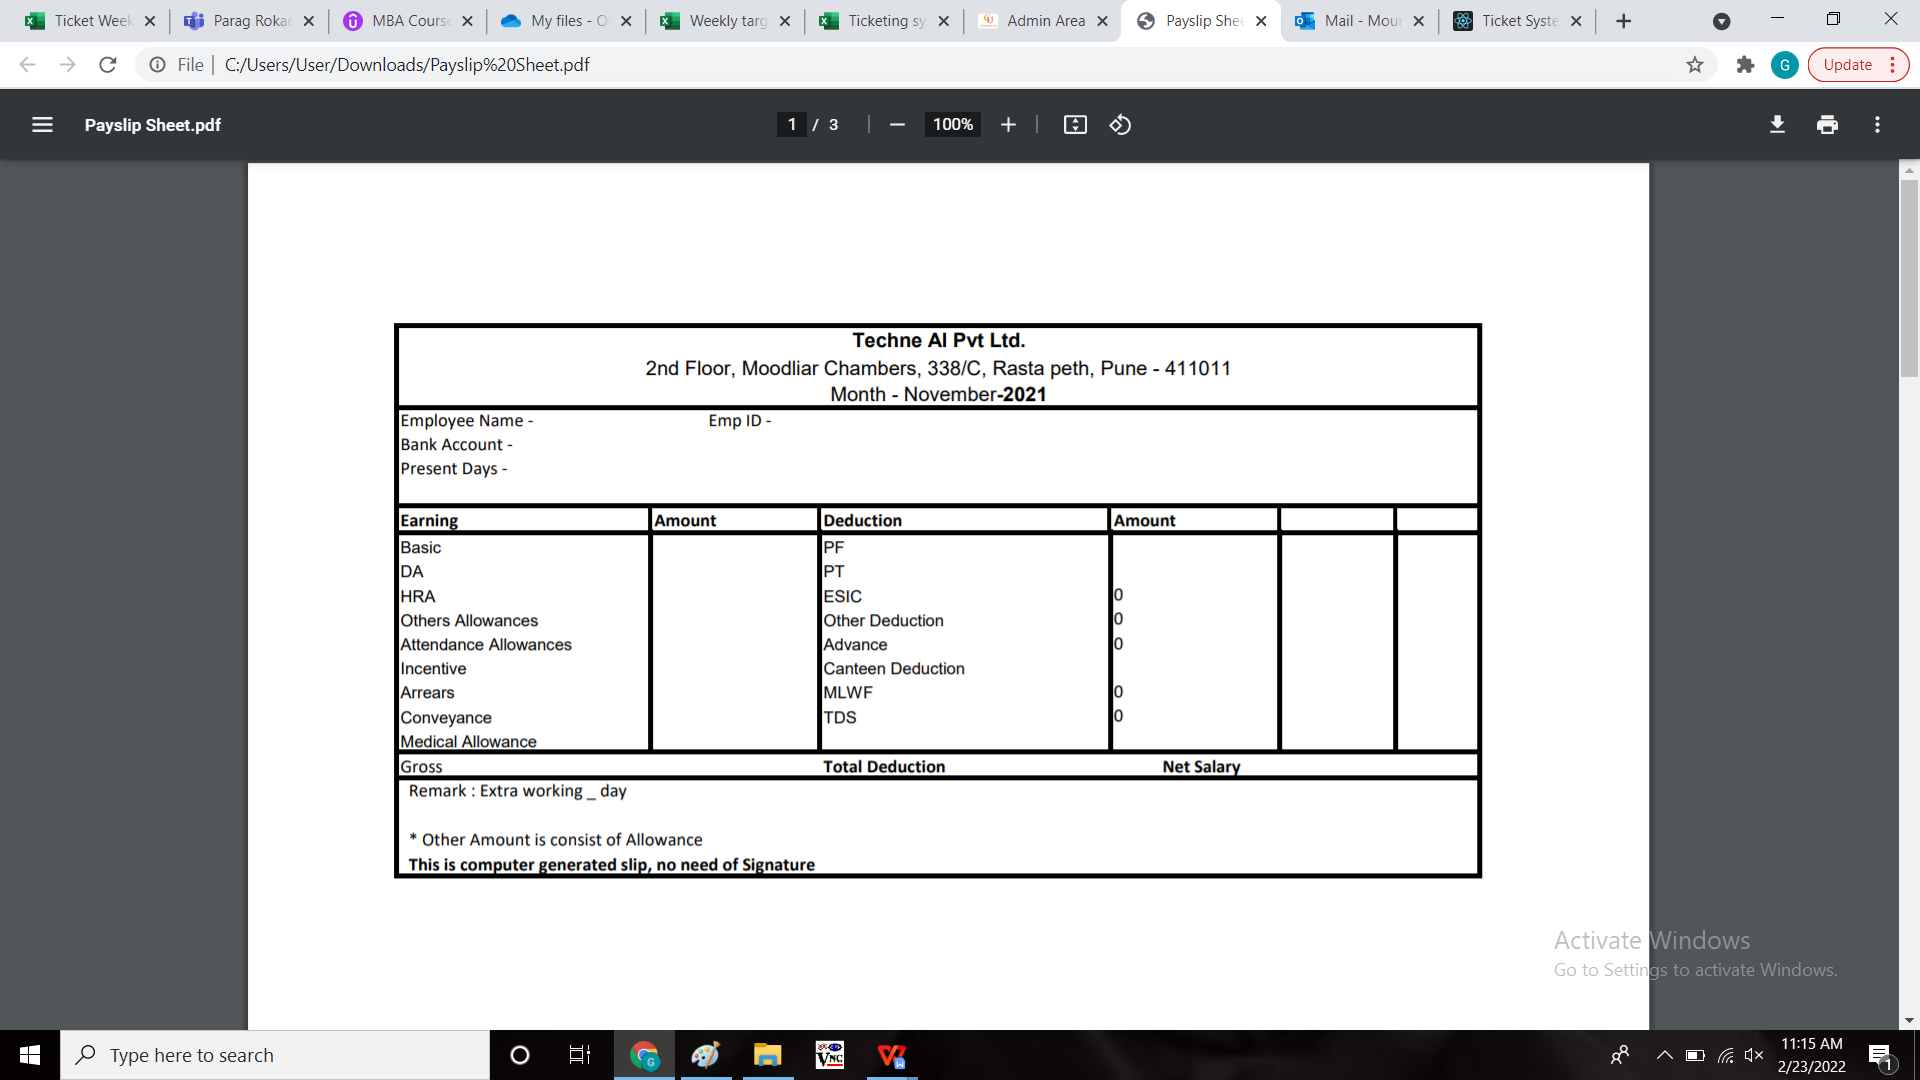 Ticket Week
Parag Rokac
MBA Course
My files - O
Weekly targ
Ticketing sy
Admin Area
Payslip Shee
Mail - Mour
Ticket Syste
File
C:/Users/User/Downloads/Payslip%20Sheet.pdf
G
Update
Payslip Sheet.pdf
1 / 3
100%
Techne AI Pvt Ltd.
2nd Floor, Moodliar Chambers, 338/C, Rasta peth, Pune - 411011
Month - November-2021
Employee Name - Emp ID -
Bank Account -
Present Days -
Earning Amount Deduction Amount
Basic PF
DA PT
HRA ESIC 0
Others Allowances Other Deduction 0
Attendance Allowances Advance 0
Incentive Canteen Deduction
Arrears MLWF 0
Conveyance TDS 0
Medical Allowance
Gross Total Deduction Net Salary
Remark : Extra working _ day
* Other Amount is consist of Allowance
This is computer generated slip, no need of Signature
Activate Windows
Go to Settings to activate Windows.
Type here to search
11:15 AM
2/23/2022
1